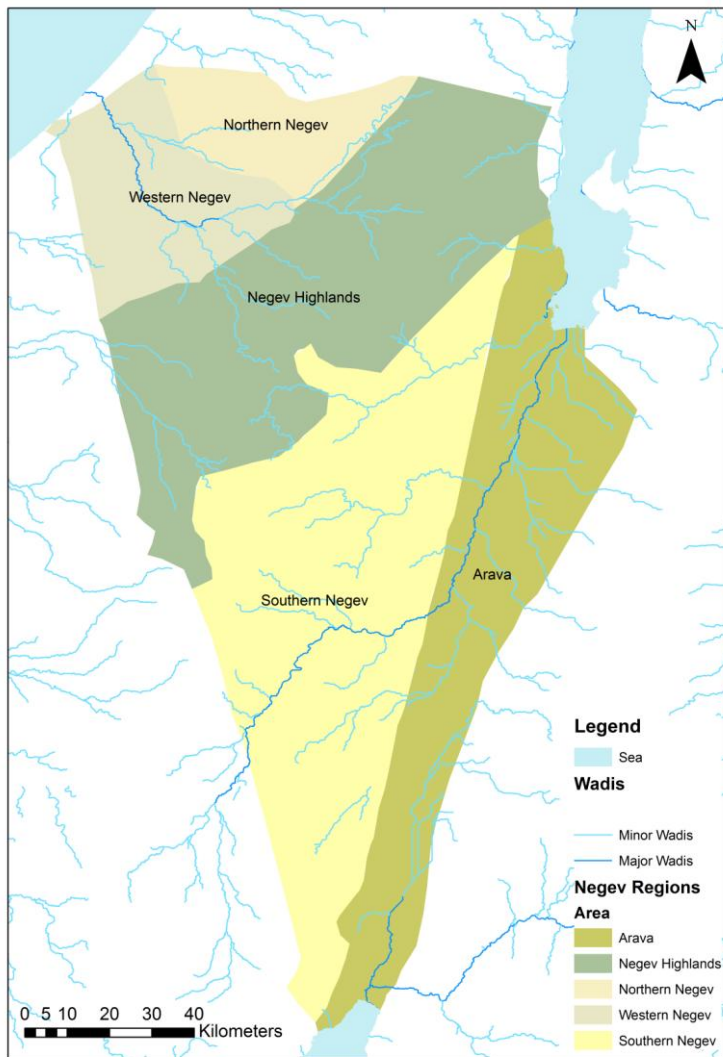 N
Northern Negev
Western Negev
Negev Highlands
Arava
Southern Negev
Legend
Sea
Wadis
Minor Wadis
Major Wadis
Negev Regions
Area
Arava
Negev Highlands
Northern Negev
Western Negev
Southern Negev
0 5 10 20 30 40
Kilometers